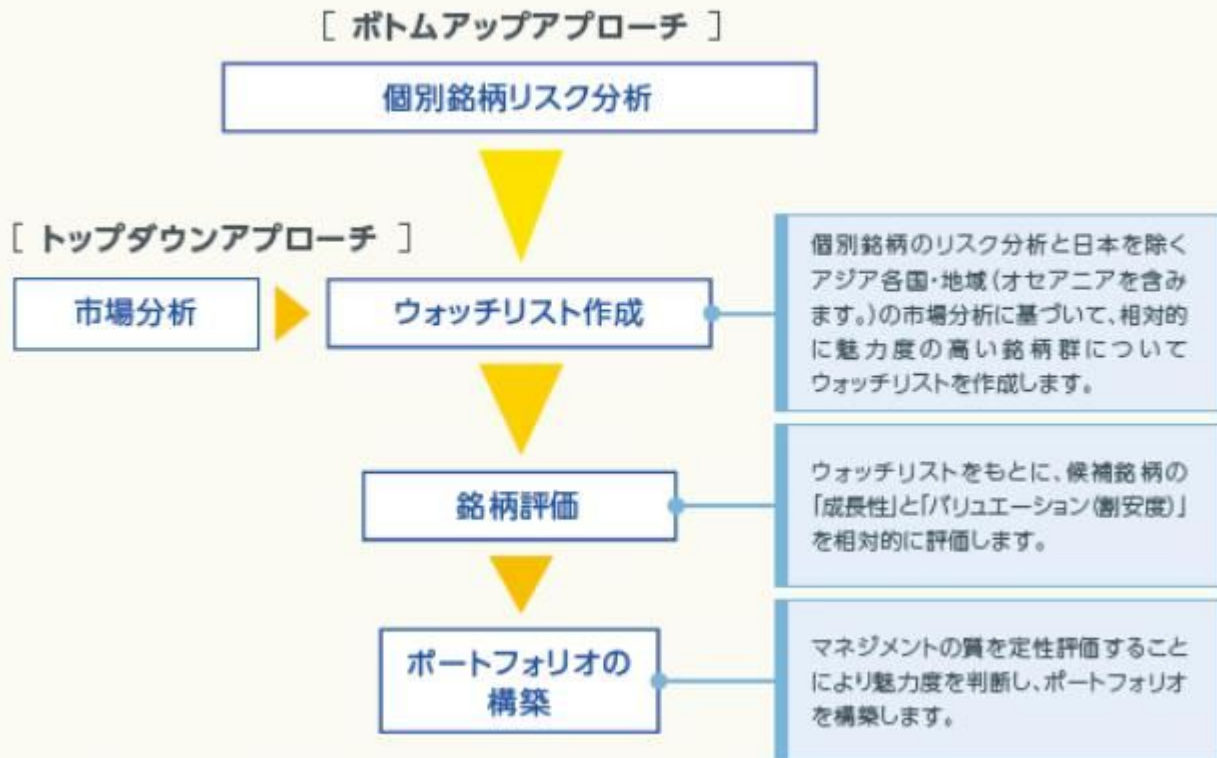 [ ボトムアップアプローチ ]
個別銘柄リスク分析
[ トップダウンアプローチ ]
市場分析
ウォッチリスト作成
個別銘柄のリスク分析と日本を除く
アジア各国・地域(オセアニアを含み
ます。)の市場分析に基づいて、相対的
に魅力度の高い銘柄群について
ウォッチリストを作成します。
銘柄評価
ウォッチリストをもとに、候補銘柄の
「成長性」と「バリュエーション(割安度)」
を相対的に評価します。
ポートフォリオの
構築
マネジメントの質を定性評価すること
により魅力度を判断し、ポートフォリオ
を構築します。